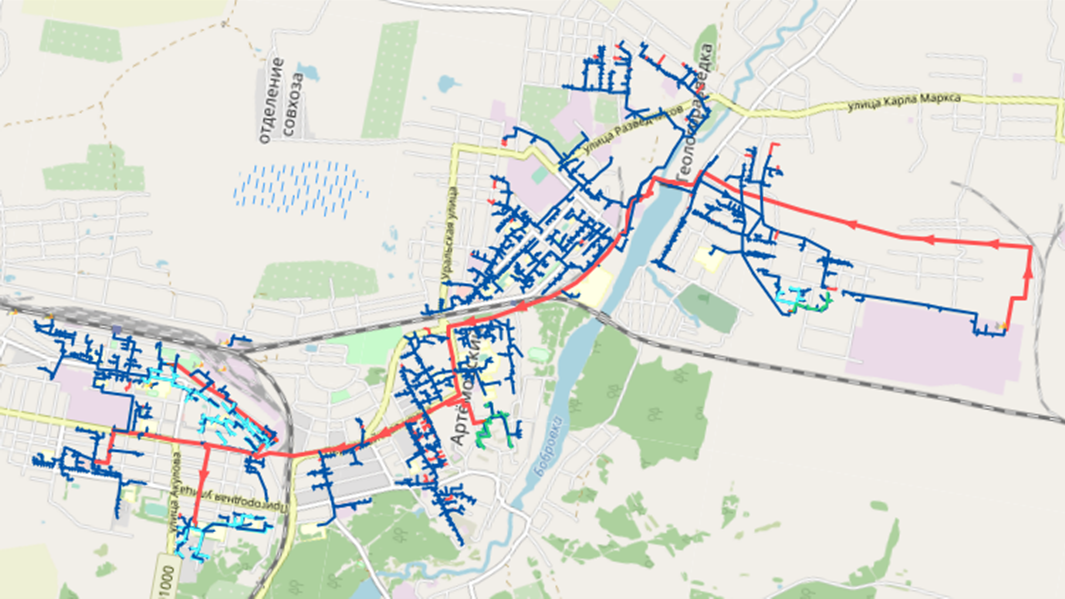 отделение
совхоза
Геологоразведка
улица Карла Маркса
улица Разведчиков
Уральская улица
Артёмовский
Бобровка
улица Акулова
Пригородная улица
1000